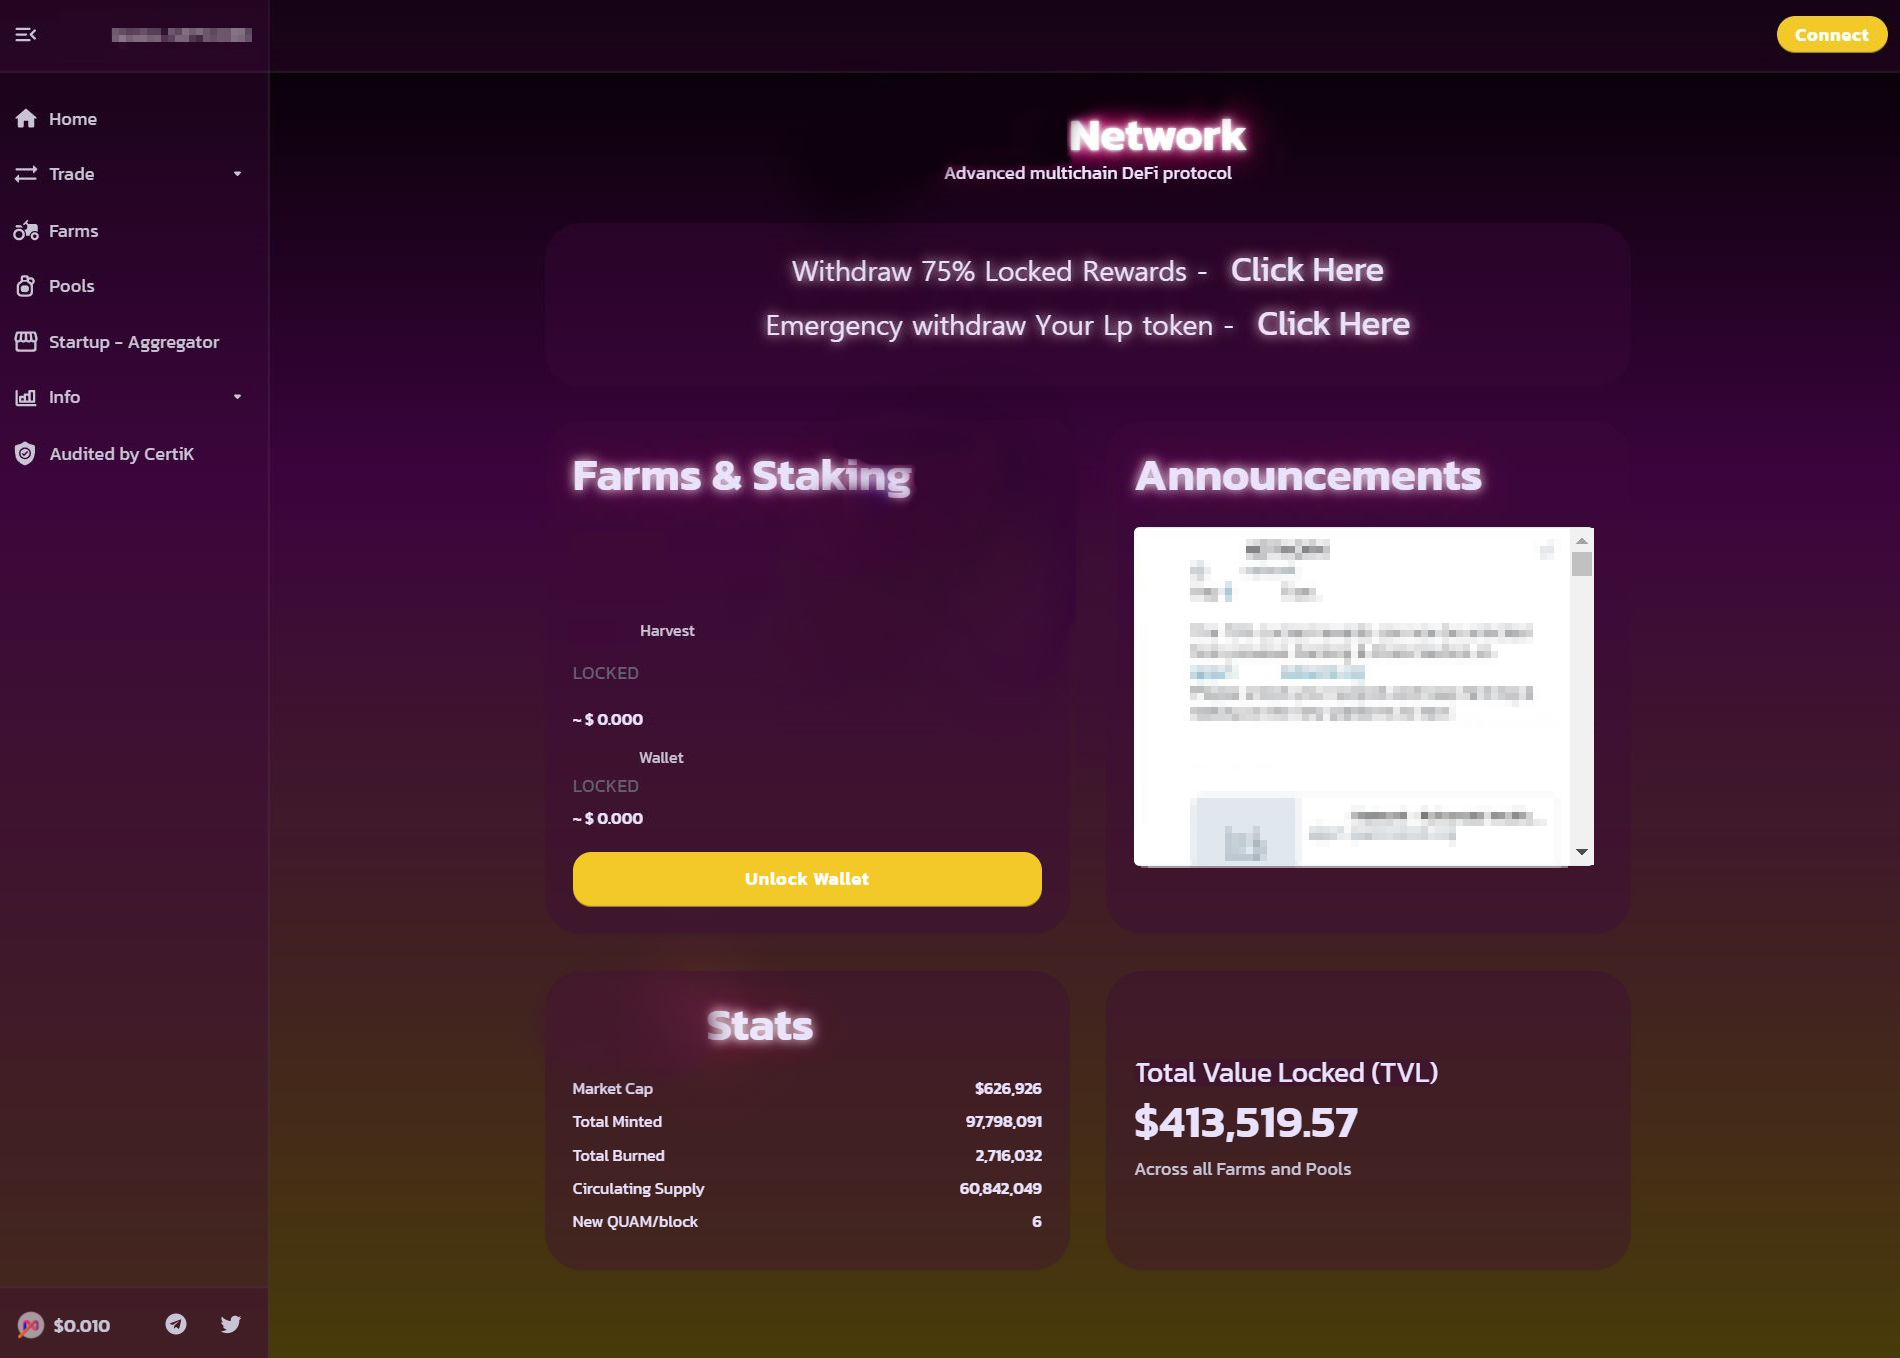 Connect
Home
Trade
Farms
Pools
Startup - Aggregator
Info
Audited by CertiK
$0.010
Network
Advanced multichain DeFi protocol
Withdraw 75% Locked Rewards - Click Here
Emergency withdraw Your Lp token - Click Here
Farms & Staking
Harvest
LOCKED
~ $ 0.000
Wallet
LOCKED
~ $ 0.000
Unlock Wallet
Announcements
Stats
Market Cap $626,926
Total Minted 97,798,091
Total Burned 2,716,032
Circulating Supply 60,842,049
New QUAM/block 6
Total Value Locked (TVL)
$413,519.57
Across all Farms and Pools